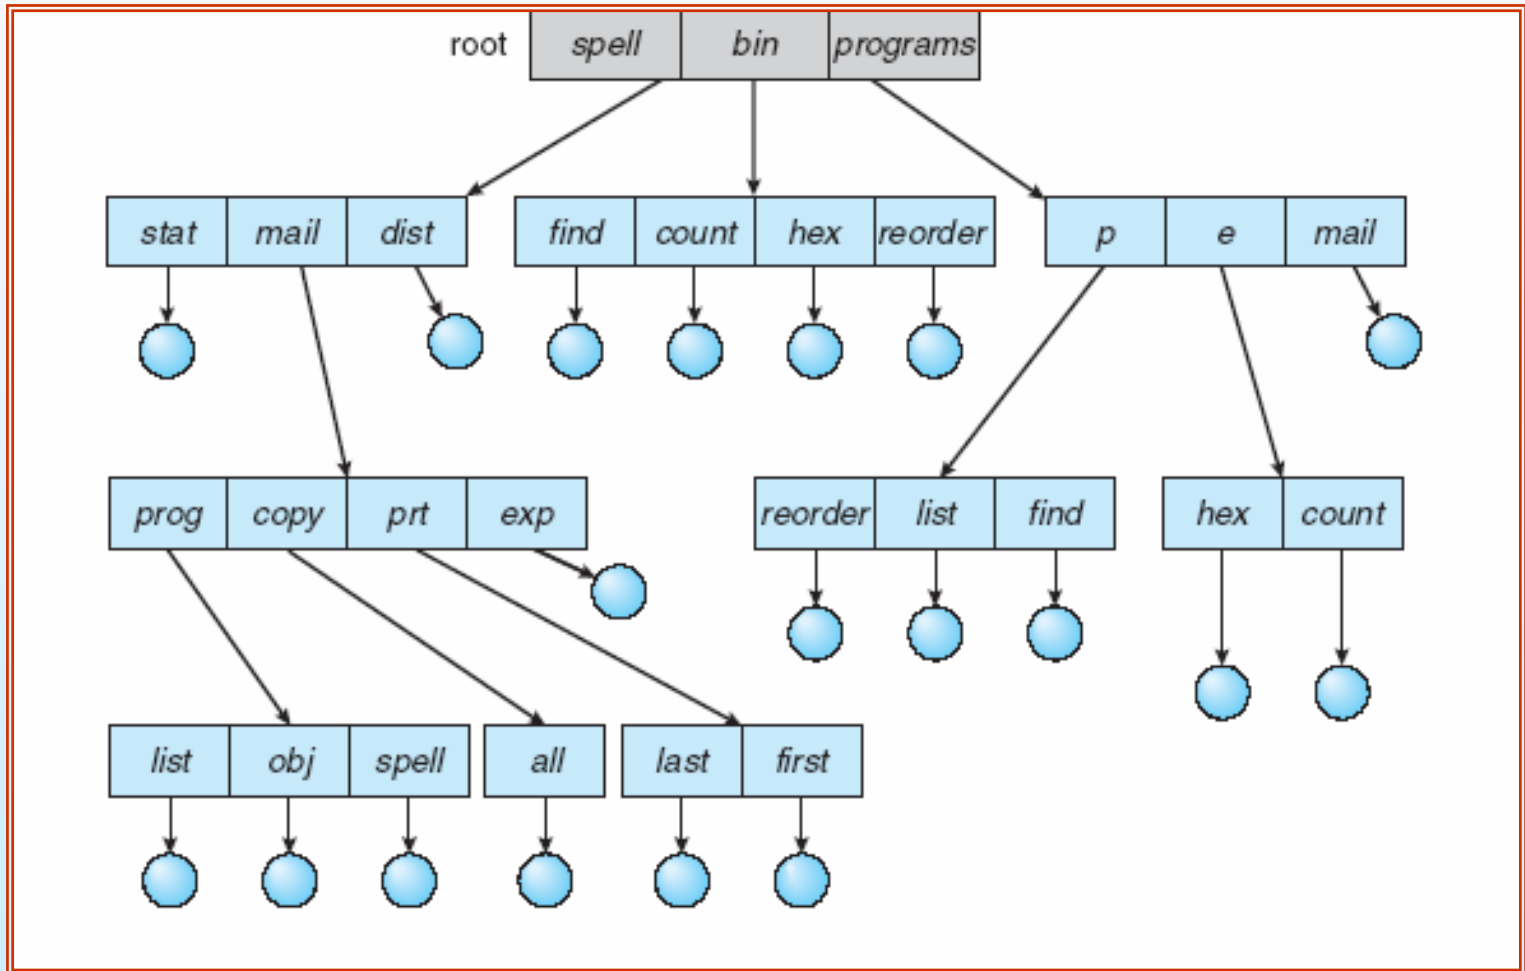 root spell bin programs
stat mail dist find count hex reorder p e mail
prog copy prt exp reorder list find hex count
list obj spell all last first